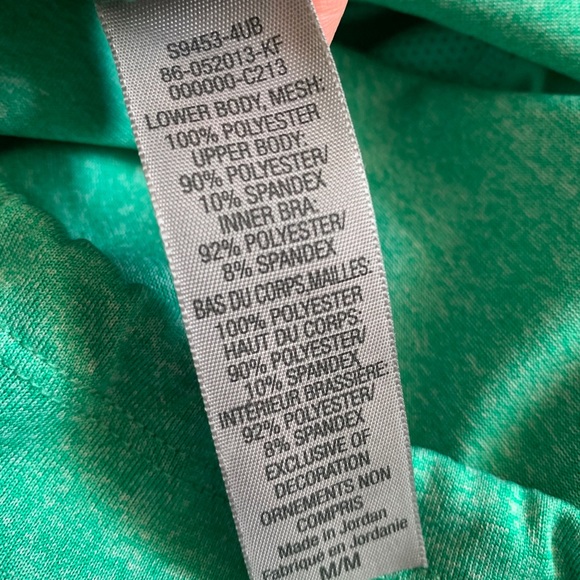 S9453-4UB
86-052013-KF
000000-C213
LOWER BODY, MESH:
100% POLYESTER
UPPER BODY:
90% POLYESTER/
10% SPANDEX
INNER BRA:
92% POLYESTER/
8% SPANDEX
BAS DU CORPS, MAILLES:
100% POLYESTER
HAUT DU CORPS:
90% POLYESTER/
10% SPANDEX
INTERIEUR BRASSIÈRE:
92% POLYESTER/
8% SPANDEX
EXCLUSIVE OF
DECORATION
ORNEMENTS NON
COMPRIS
Made in Jordan
Fabriqué en Jordanie
M/M